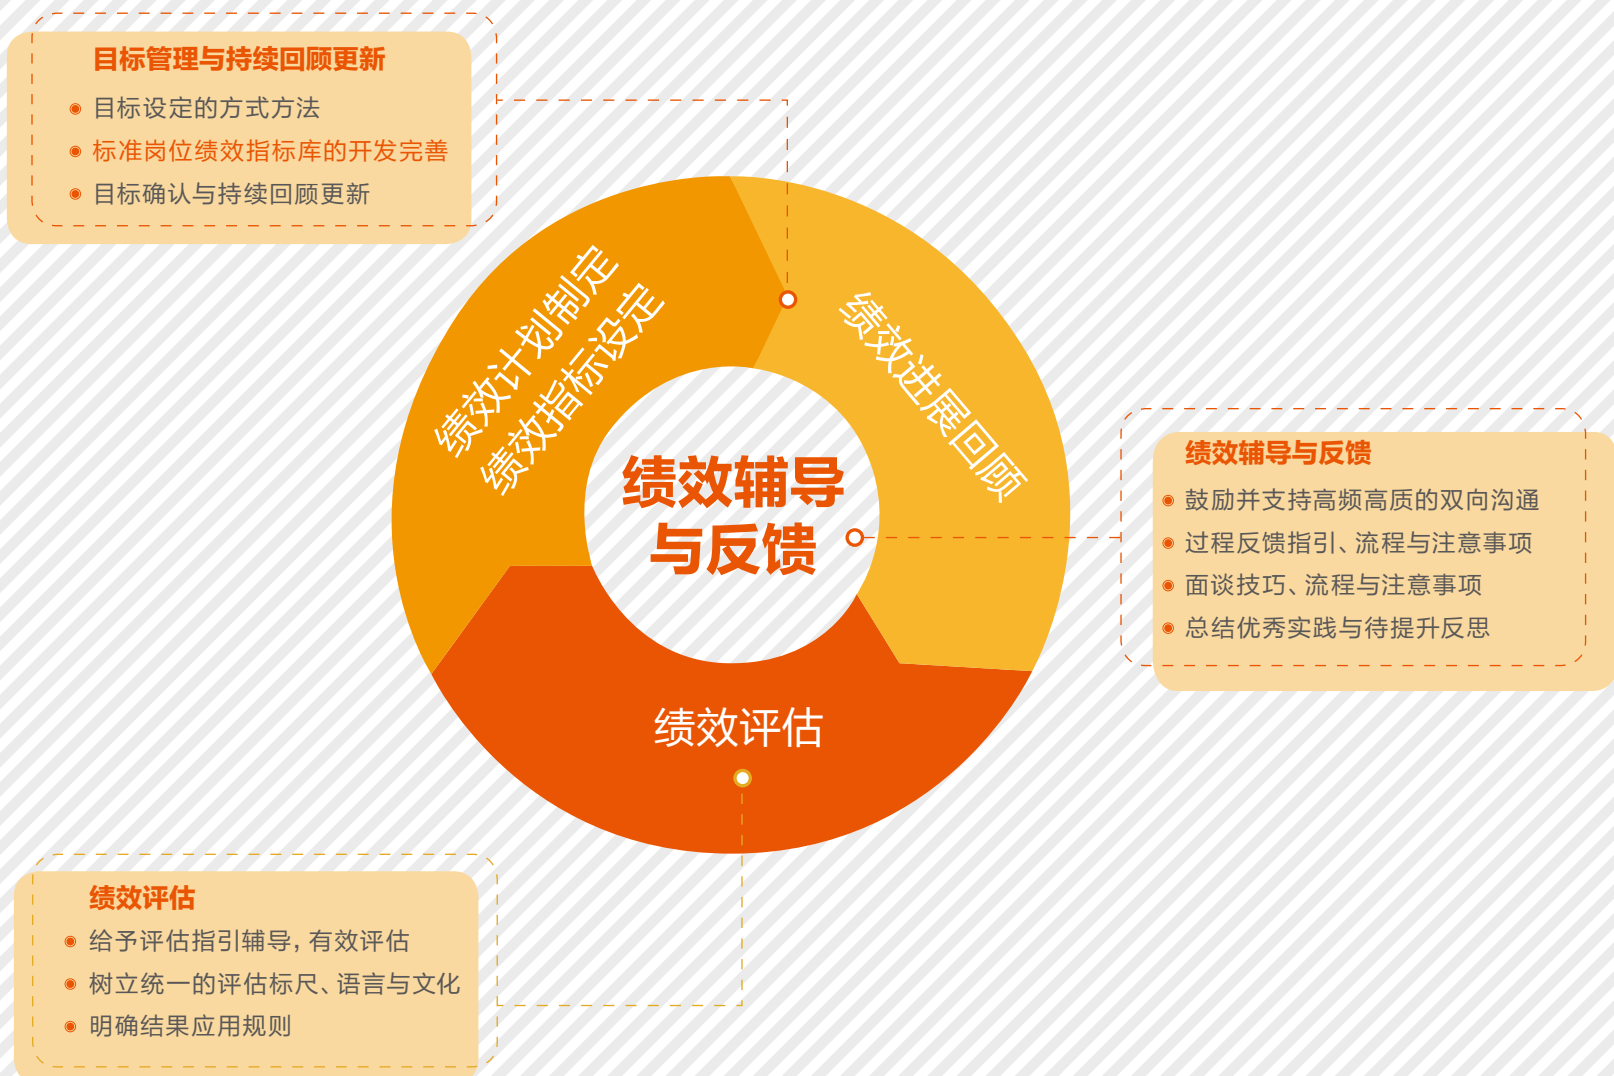 目标管理与持续回顾更新
目标设定的方式方法
标准岗位绩效指标库的开发完善
目标确认与持续回顾更新
绩效计划制定
绩效指标设定
绩效进展回顾
绩效辅导
与反馈
绩效评估
绩效辅导与反馈
鼓励并支持高频高质的双向沟通
过程反馈指引、流程与注意事项
面谈技巧、流程与注意事项
总结优秀实践与待提升反思
绩效评估
给予评估指引辅导,有效评估
树立统一的评估标尺、语言与文化
明确结果应用规则